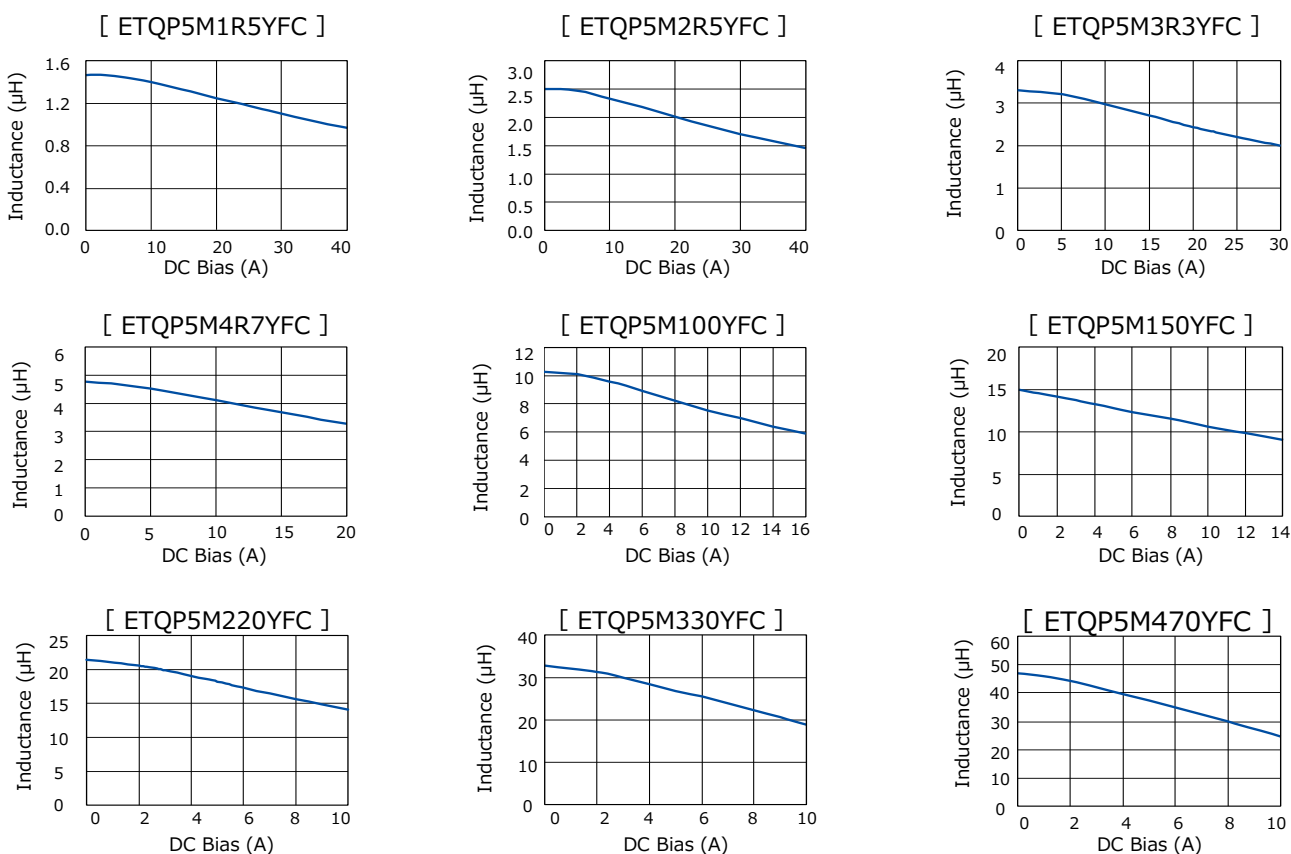 [ ETQP5M1R5YFC ]
Inductance (µH)
1.6
1.2
0.8
0.4
0.0
0 10 20 30 40
DC Bias (A)
[ ETQP5M2R5YFC ]
Inductance (µH)
3.0
2.5
2.0
1.5
1.0
0.5
0.0
0 10 20 30 40
DC Bias (A)
[ ETQP5M3R3YFC ]
Inductance (µH)
4
3
2
1
0
0 5 10 15 20 25 30
DC Bias (A)
[ ETQP5M4R7YFC ]
Inductance (µH)
6
5
4
3
2
1
0
0 5 10 15 20
DC Bias (A)
[ ETQP5M100YFC ]
Inductance (µH)
12
10
8
6
4
2
0
0 2 4 6 8 10 12 14 16
DC Bias (A)
[ ETQP5M150YFC ]
Inductance (µH)
20
15
10
5
0
0 2 4 6 8 10 12 14
DC Bias (A)
[ ETQP5M220YFC ]
Inductance (µH)
25
20
15
10
5
0
0 2 4 6 8 10
DC Bias (A)
[ ETQP5M330YFC ]
Inductance (µH)
40
30
20
10
0
0 2 4 6 8 10
DC Bias (A)
[ ETQP5M470YFC ]
Inductance (µH)
60
50
40
30
20
10
0
0 2 4 6 8 10
DC Bias (A)